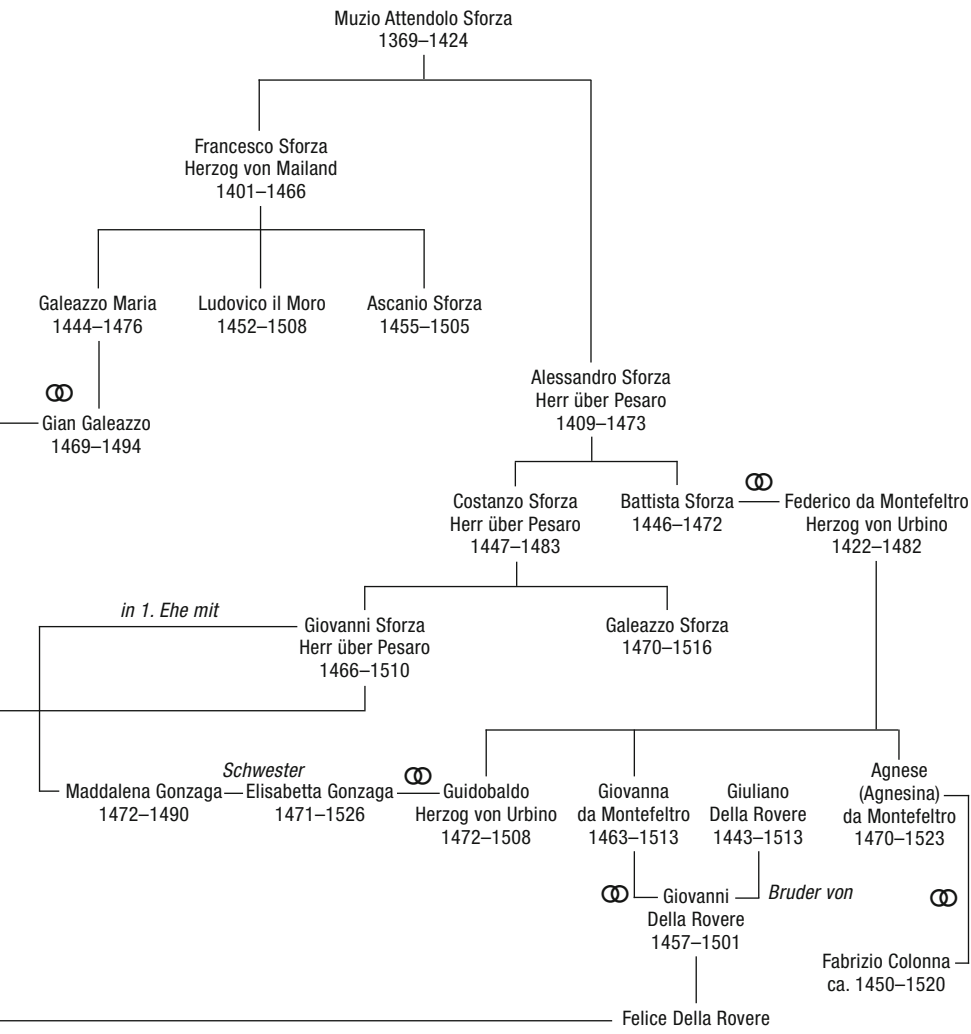 Muzio Attendolo Sforza
1369–1424
Francesco Sforza
Herzog von Mailand
1401–1466
Galeazzo Maria
1444–1476
Ludovico il Moro
1452–1508
Ascanio Sforza
1455–1505
Alessandro Sforza
Herr über Pesaro
1409–1473
Gian Galeazzo
1469–1494
Costanzo Sforza
Herr über Pesaro
1447–1483
Battista Sforza
1446–1472
Federico da Montefeltro
Herzog von Urbino
1422–1482
in 1. Ehe mit
Giovanni Sforza
Herr über Pesaro
1466–1510
Galeazzo Sforza
1470–1516
Maddalena Gonzaga
1472–1490
Schwester
Elisabetta Gonzaga
1471–1526
Guidobaldo
Herzog von Urbino
1472–1508
Giovanna
da Montefeltro
1463–1513
Giuliano
Della Rovere
1443–1513
Agnese
(Agnesina)
da Montefeltro
1470–1523
Giovanni
Della Rovere
1457–1501
Bruder von
Fabrizio Colonna
ca. 1450–1520
Felice Della Rovere